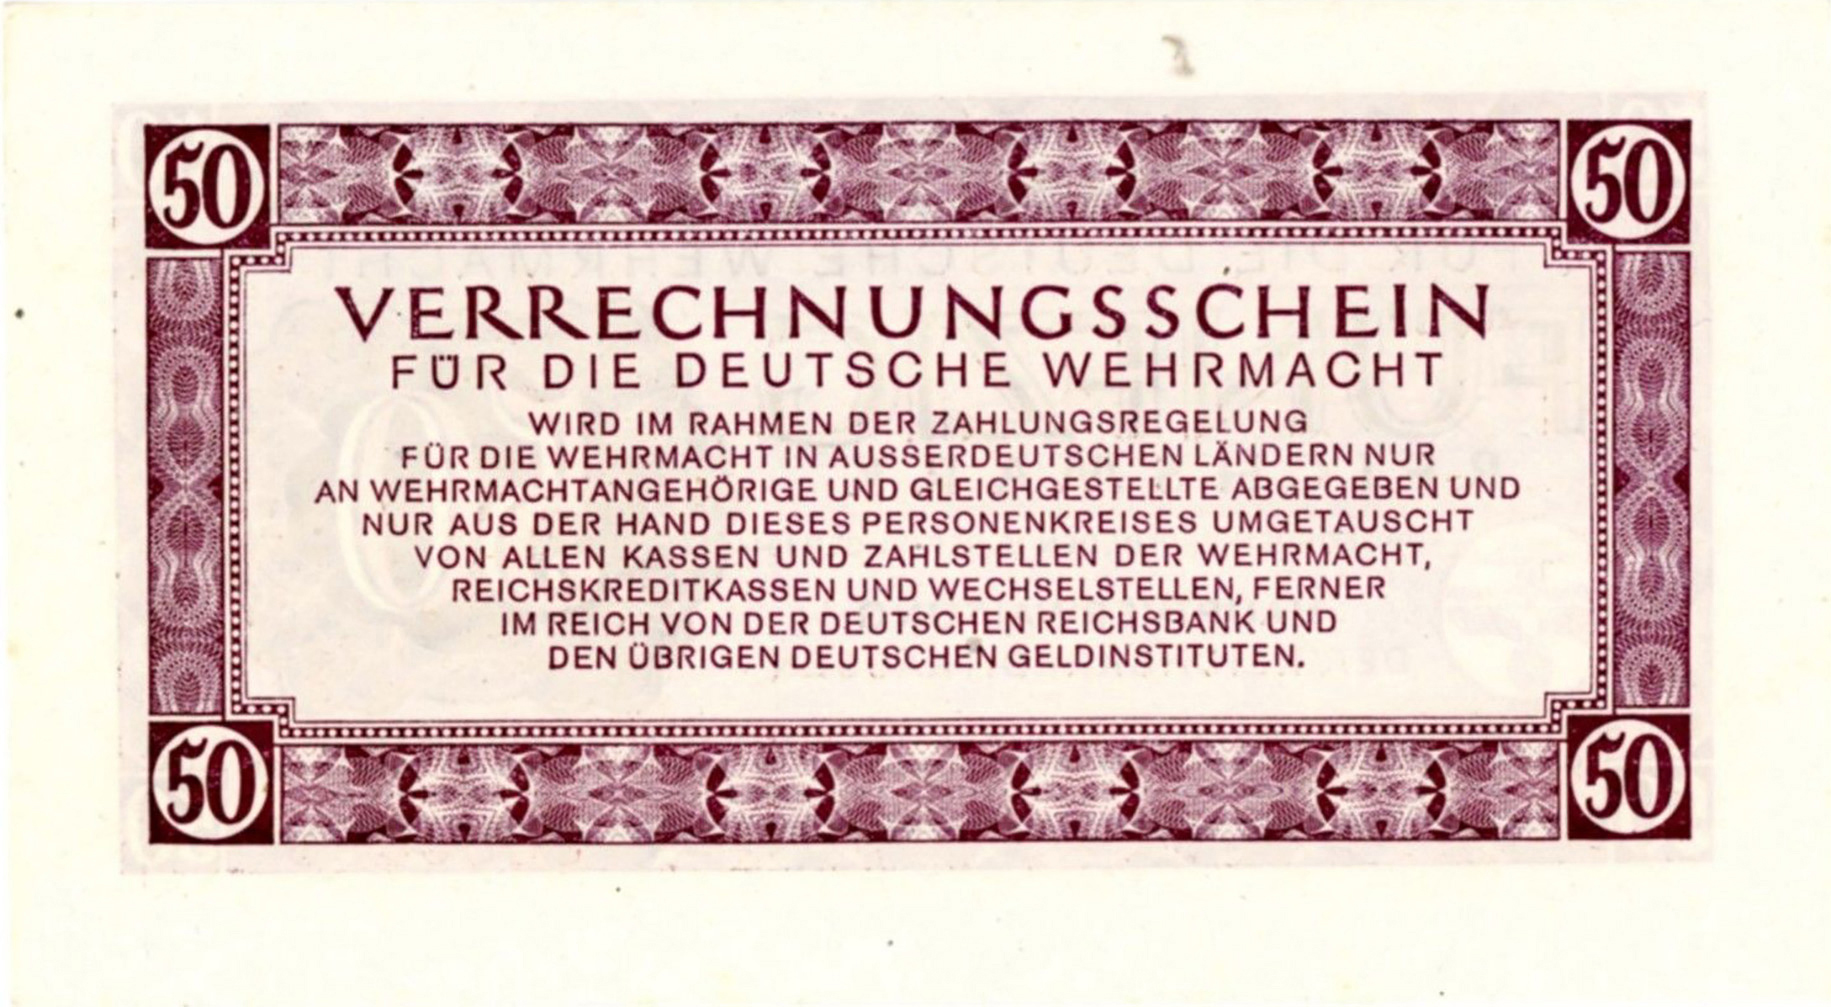 50 50
VERRECHNUNGSSCHEIN
FÜR DIE DEUTSCHE WEHRMACHT
WIRD IM RAHMEN DER ZAHLUNGSREGELUNG
FÜR DIE WEHRMACHT IN AUSSERDEUTSCHEN LÄNDERN NUR
AN WEHRMACHTANGEHÖRIGE UND GLEICHGESTELLTE ABGEGEBEN UND
NUR AUS DER HAND DIESES PERSONENKREISES UMGETAUSCHT
VON ALLEN KASSEN UND ZAHLSTELLEN DER WEHRMACHT,
REICHSKREDITKASSEN UND WECHSELSTELLEN, FERNER
IM REICH VON DER DEUTSCHEN REICHSBANK UND
DEN ÜBRIGEN DEUTSCHEN GELDINSTITUTEN.
50 50